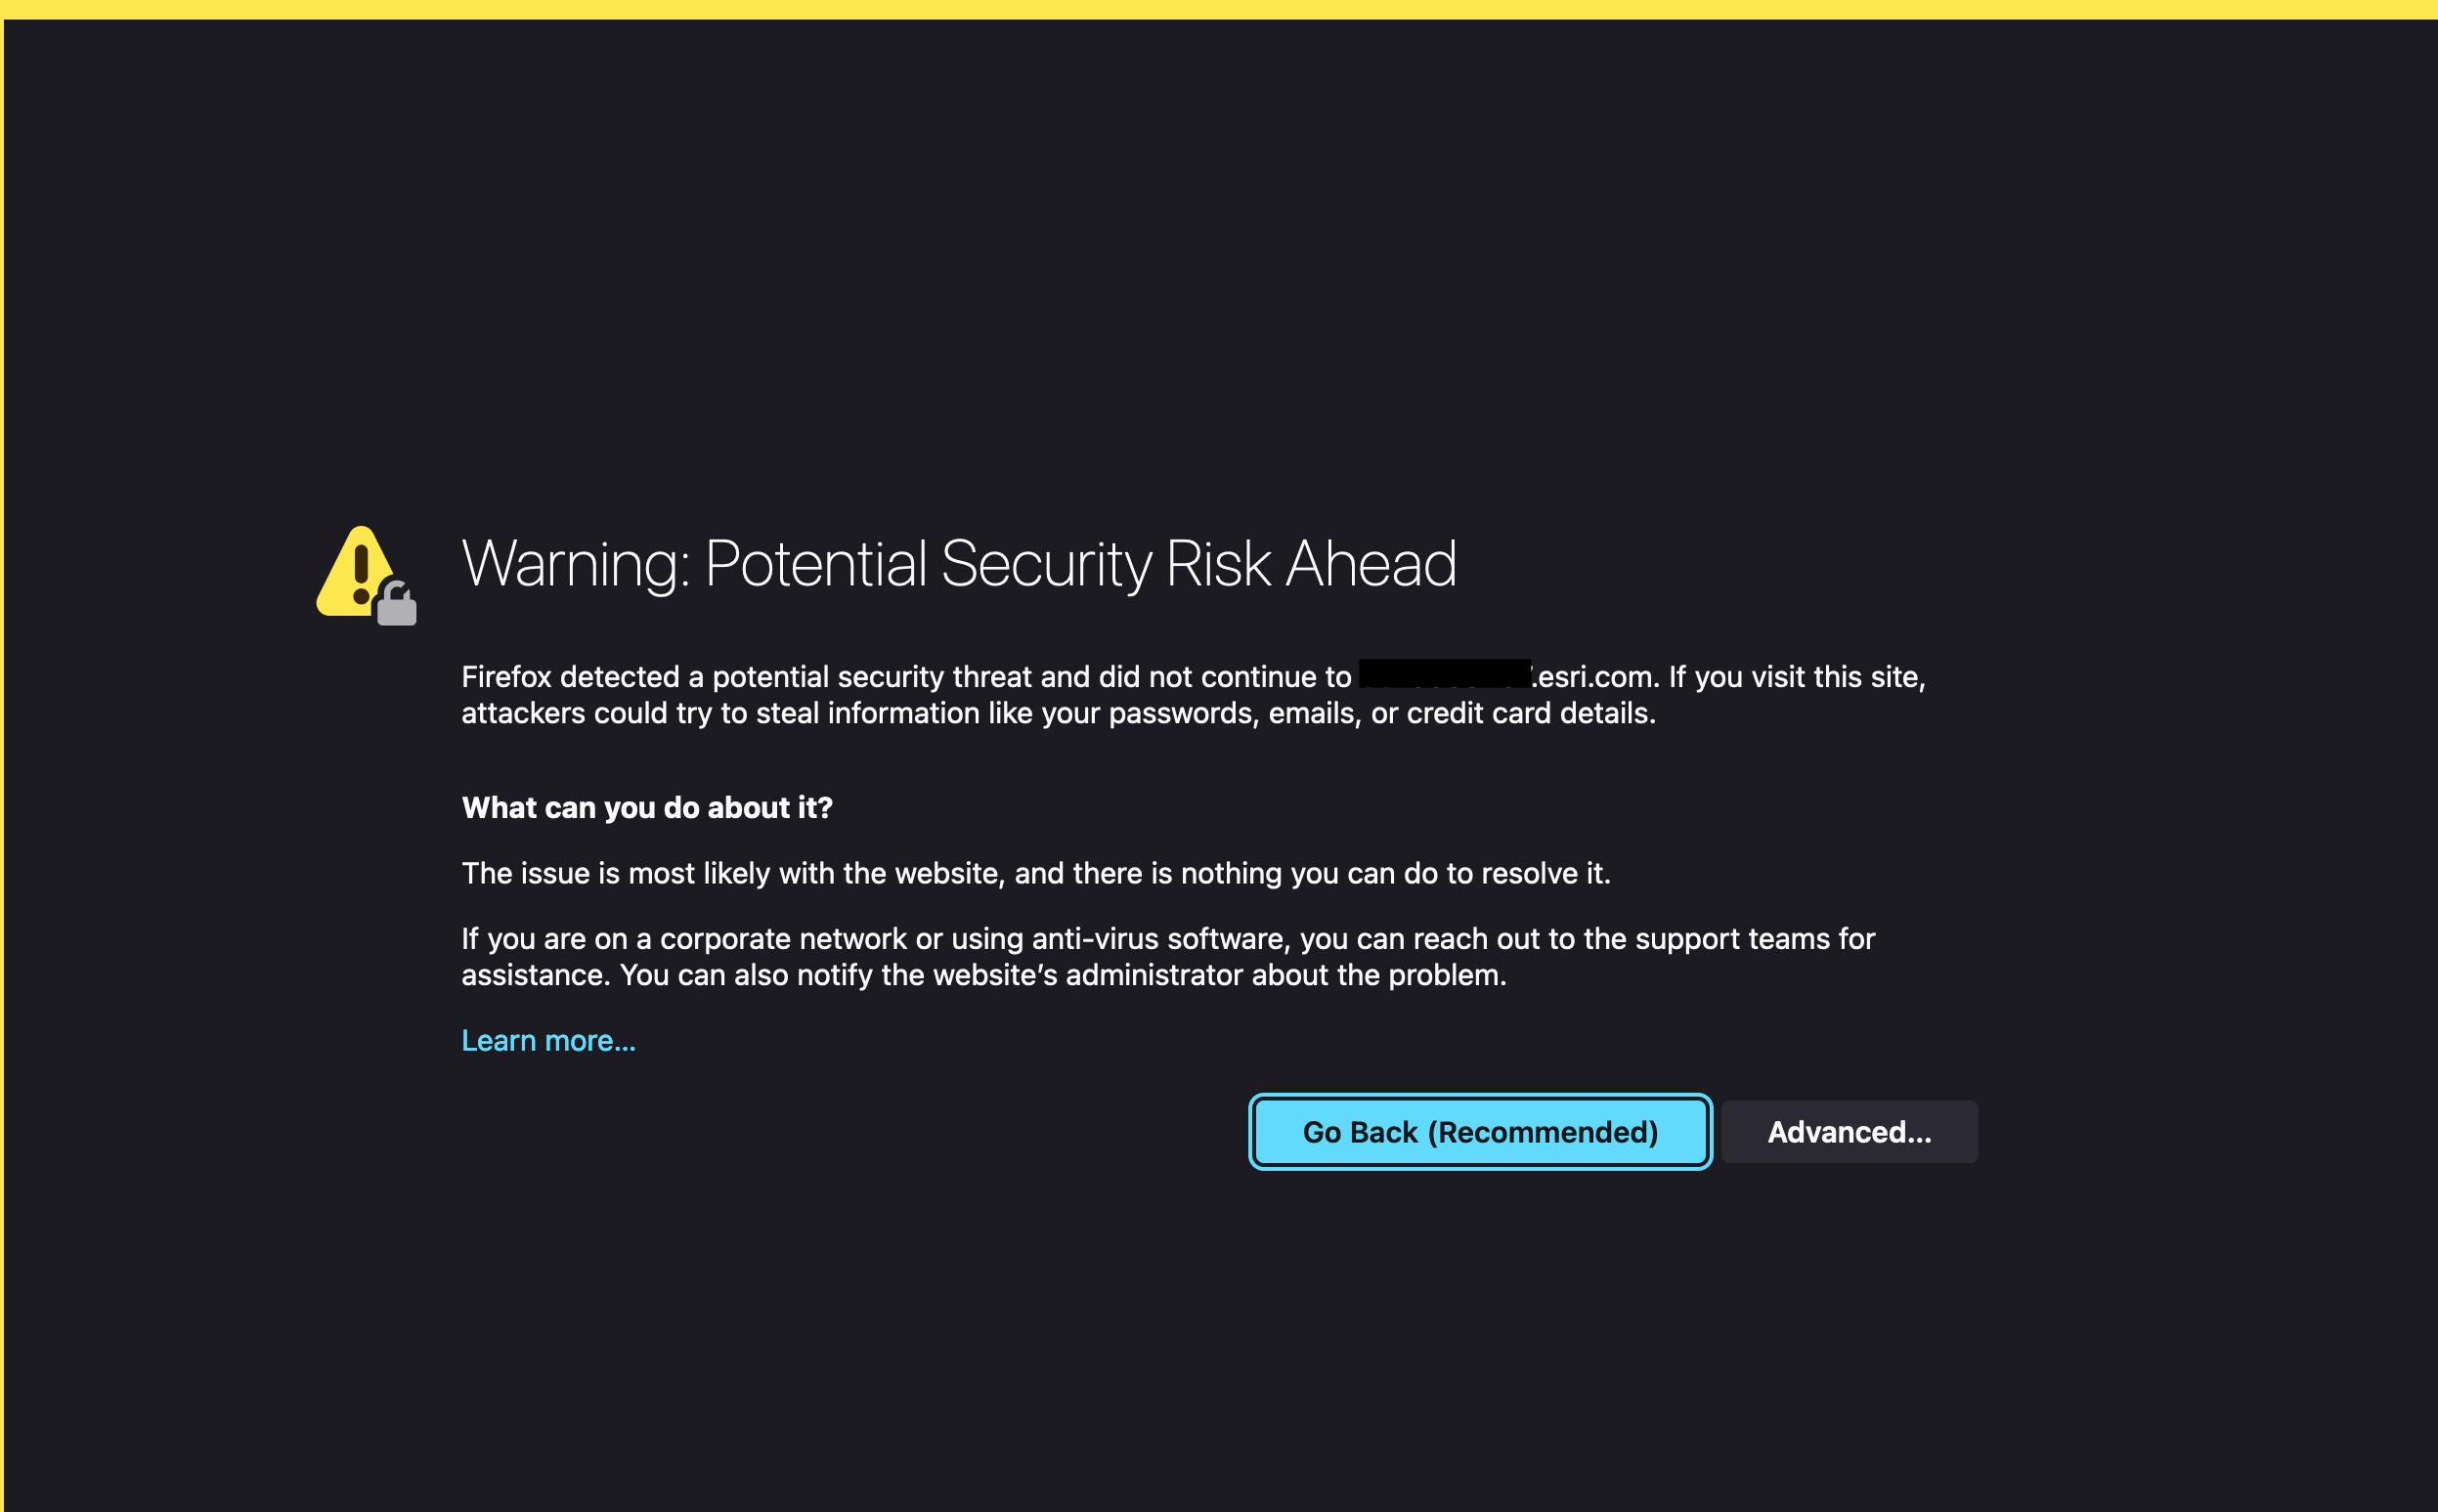 Warning: Potential Security Risk Ahead
Firefox detected a potential security threat and did not continue to .esri.com. If you visit this site,
attackers could try to steal information like your passwords, emails, or credit card details.
What can you do about it?
The issue is most likely with the website, and there is nothing you can do to resolve it.
If you are on a corporate network or using anti-virus software, you can reach out to the support teams for
assistance. You can also notify the website’s administrator about the problem.
Learn more…
Go Back (Recommended)
Advanced…